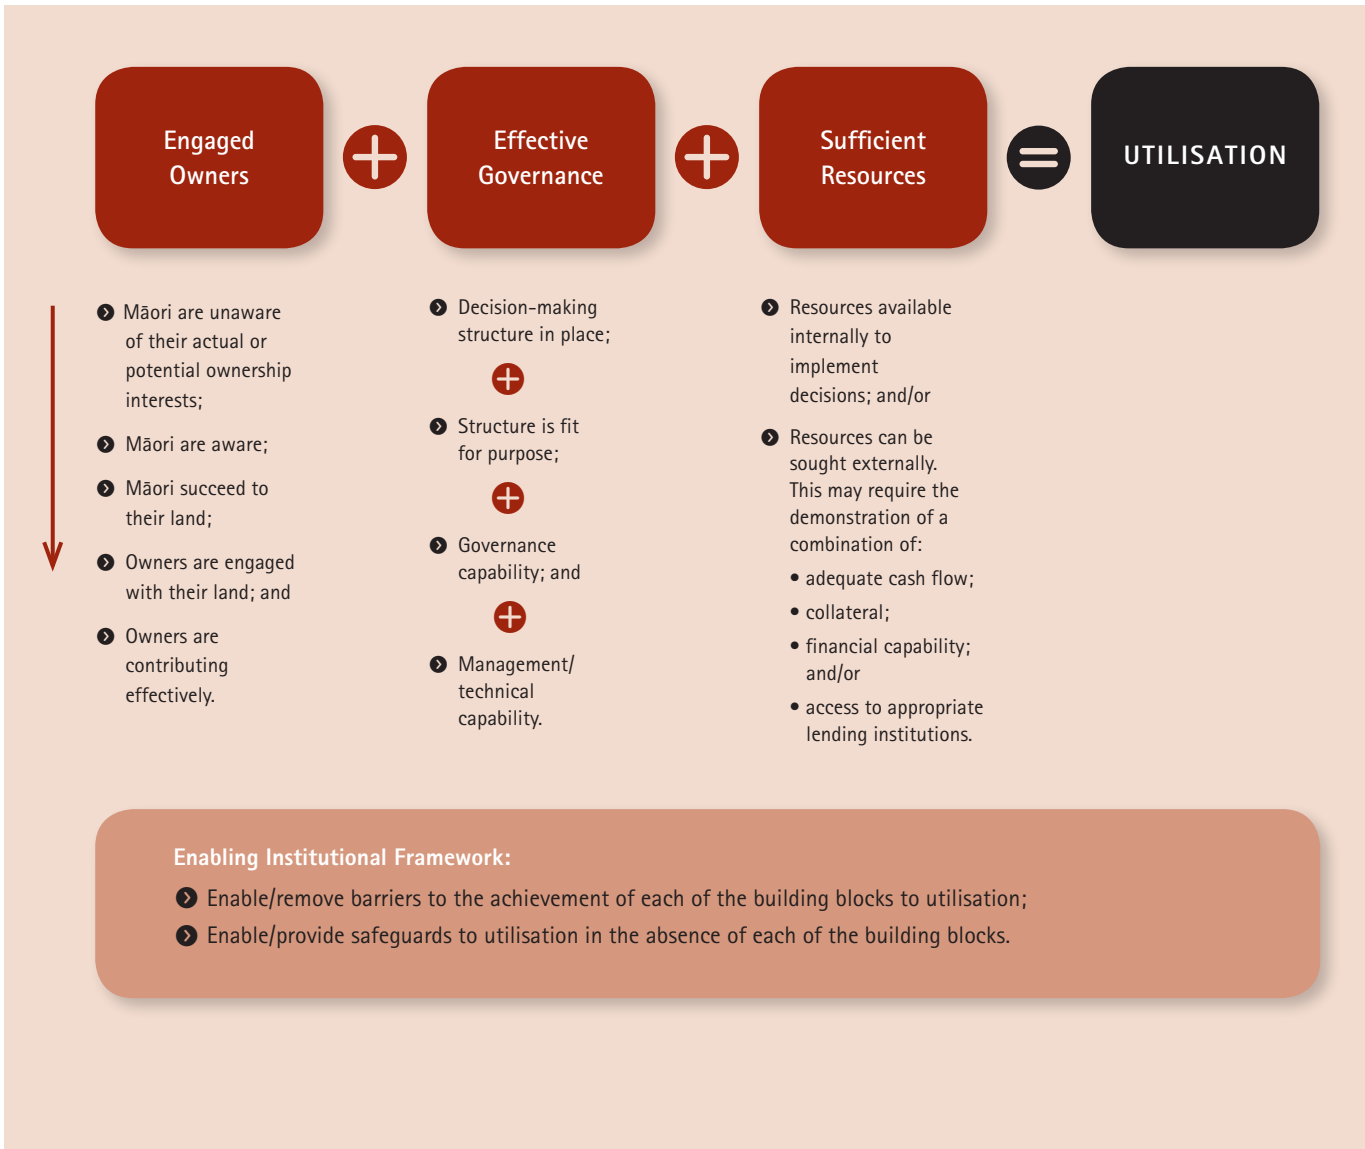 Engaged
Owners
Effective
Governance
Sufficient
Resources
UTILISATION
Māori are unaware
of their actual or
potential ownership
interests;
Māori are aware;
Māori succeed to
their land;
Owners are engaged
with their land; and
Owners are
contributing
effectively.
Decision-making
structure in place;
Structure is fit
for purpose;
Governance
capability; and
Management/
technical
capability.
Resources available
internally to
implement
decisions; and/or
Resources can be
sought externally.
This may require the
demonstration of a
combination of:
• adequate cash flow;
• collateral;
• financial capability;
and/or
• access to appropriate
lending institutions.
Enabling Institutional Framework:
Enable/remove barriers to the achievement of each of the building blocks to utilisation;
Enable/provide safeguards to utilisation in the absence of each of the building blocks.